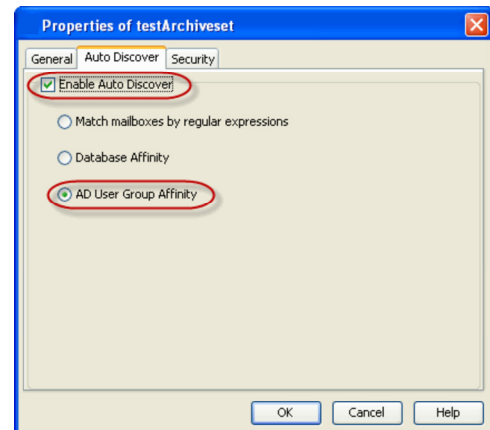 Properties of testArchiveset
General Auto Discover Security
Enable Auto Discover
Match mailboxes by regular expressions
Database Affinity
AD User Group Affinity
OK Cancel Help